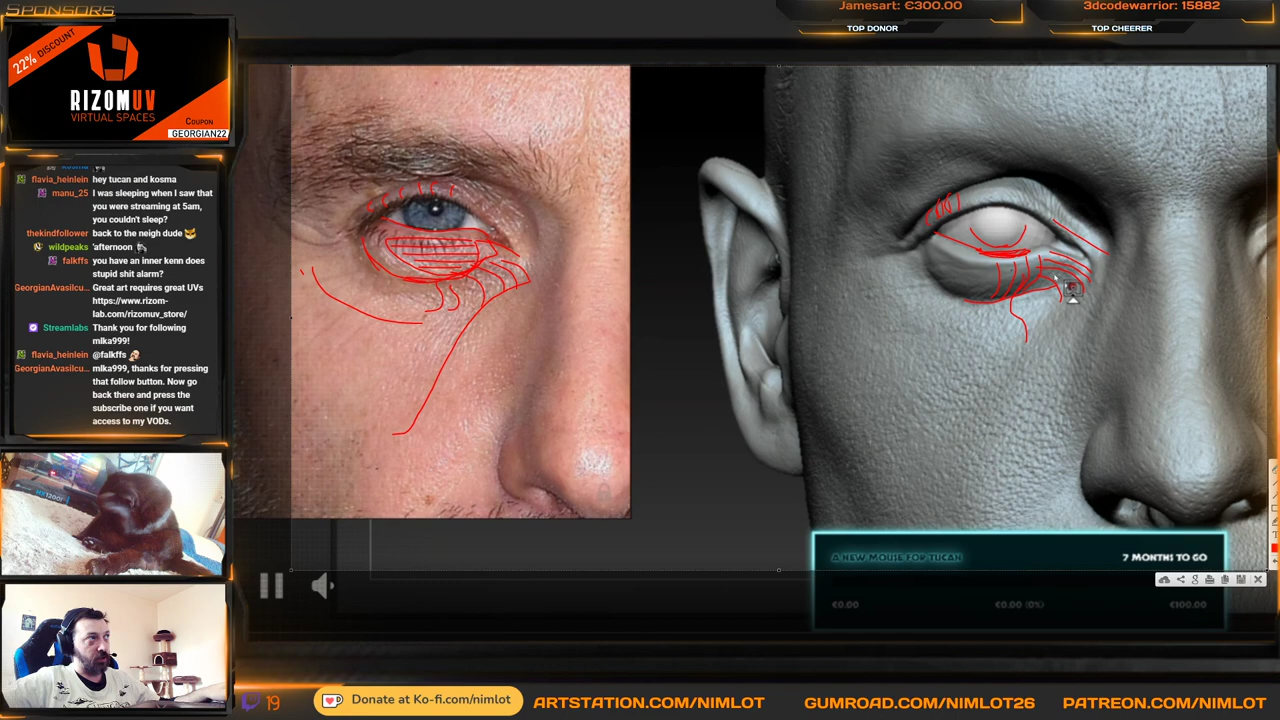 SPONSORS
22% DISCOUNT
RIZOMUV
VIRTUAL SPACES
COUPON
GEORGIAN22
Jamesart: €300.00
TOP DONOR
3dcodewarrior: 15882
TOP CHEERER
kosma
flavia_heinlein hey tucan and kosma
manu_25 I was sleeping when I saw that
you were streaming at 5am,
you couldn't sleep?
thekindfollower back to the neigh dude
wildpeaks 'afternoon
falkffs you have an inner kenn does
stupid shit alarm?
GeorgianAvasilcu... Great art requires great UVs
https://www.rizom-
lab.com/rizomuv_store/
Streamlabs Thank you for following
mlka999!
flavia_heinlein @falkffs
GeorgianAvasilcu... mlka999, thanks for pressing
that follow button. Now go
back there and press the
subscribe one if you want
access to my VODs.
A NEW MOUSE FOR TUCAN
7 MONTHS TO GO
€0.00
€0.00 (0%)
€100.00
19
Donate at Ko-fi.com/nimlot
ARTSTATION.COM/NIMLOT
GUMROAD.COM/NIMLOT26
PATREON.COM/NIMLOT